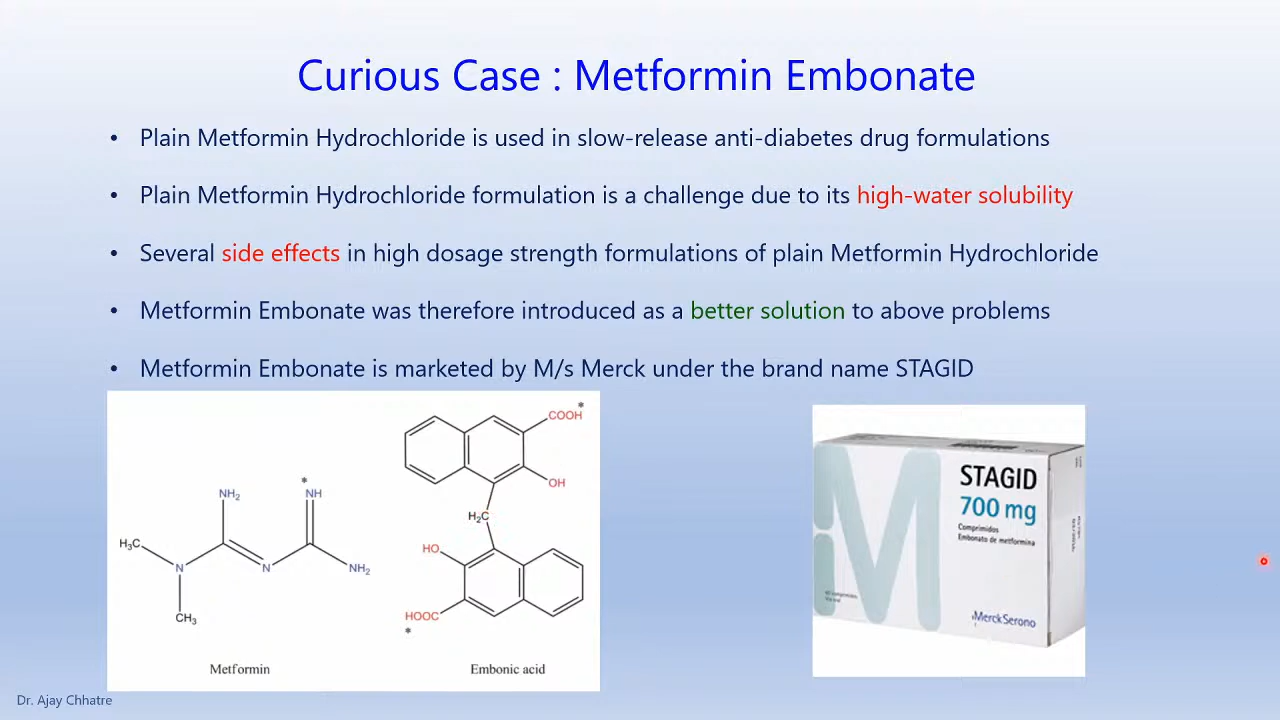 Curious Case : Metformin Embonate
• Plain Metformin Hydrochloride is used in slow-release anti-diabetes drug formulations
• Plain Metformin Hydrochloride formulation is a challenge due to its high-water solubility
• Several side effects in high dosage strength formulations of plain Metformin Hydrochloride
• Metformin Embonate was therefore introduced as a better solution to above problems
• Metformin Embonate is marketed by M/s Merck under the brand name STAGID
NH2
*
NH
H3C
N
N
NH2
CH3
Metformin
COOH
*
OH
H2C
HO
HOOC
*
Embonic acid
STAGID
700 mg
Comprimidos
Embonato de metformina
MerckSerono
Dr. Ajay Chhatre